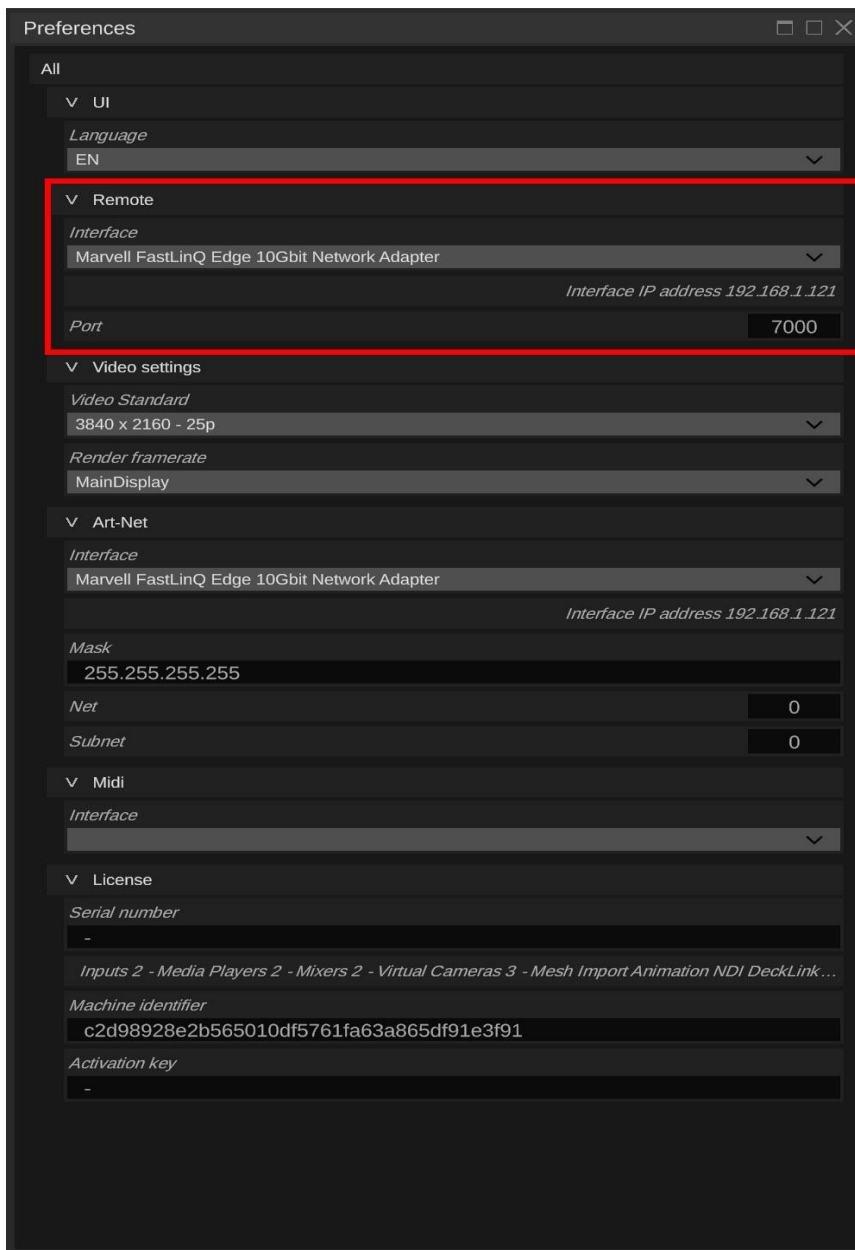 Preferences
All
UI
Language
EN
Remote
Interface
Marvell FastLinQ Edge 10Gbit Network Adapter
Interface IP address 192.168.1.121
Port 7000
Video settings
Video Standard
3840 x 2160 - 25p
Render framerate
MainDisplay
Art-Net
Interface
Marvell FastLinQ Edge 10Gbit Network Adapter
Interface IP address 192.168.1.121
Mask
255.255.255.255
Net 0
Subnet 0
Midi
Interface
License
Serial number
-
Inputs 2 - Media Players 2 - Mixers 2 - Virtual Cameras 3 - Mesh Import Animation NDI DeckLink...
Machine identifier
c2d98928e2b565010df5761fa63a865df91e3f91
Activation key
-